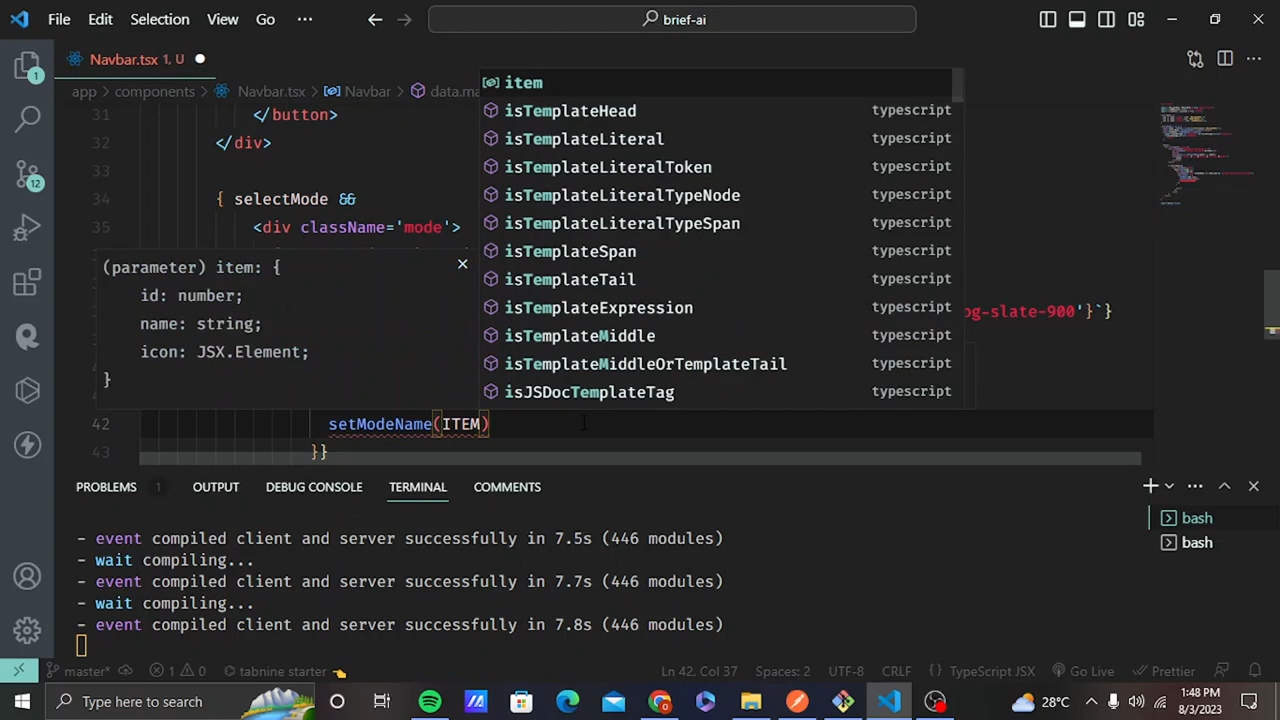 File Edit Selection View Go ··· brief-ai
Navbar.tsx 1, U
app > components > Navbar.tsx > Navbar > data.ma
31 </button>
32 </div>
33
34 { selectMode &&
35 <div className='mode'>
item
isTemplateHead typescript
isTemplateLiteral typescript
isTemplateLiteralToken typescript
isTemplateLiteralTypeNode typescript
isTemplateLiteralTypeSpan typescript
isTemplateSpan typescript
isTemplateTail typescript
isTemplateExpression typescript
isTemplateMiddle typescript
isTemplateMiddleOrTemplateTail typescript
isJSDocTemplateTag typescript
(parameter) item: {
id: number;
name: string;
icon: JSX.Element;
}
bg-slate-900'}`}
42 setModeName(ITEM)
43 }}
PROBLEMS 1 OUTPUT DEBUG CONSOLE TERMINAL COMMENTS
- event compiled client and server successfully in 7.5s (446 modules)
- wait compiling...
- event compiled client and server successfully in 7.7s (446 modules)
- wait compiling...
- event compiled client and server successfully in 7.8s (446 modules)
bash
bash
1
12
master* 1 0 tabnine starter Ln 42, Col 37 Spaces: 2 UTF-8 CRLF {} TypeScript JSX Go Live Prettier
Type here to search 28°C 1:48 PM
8/3/2023